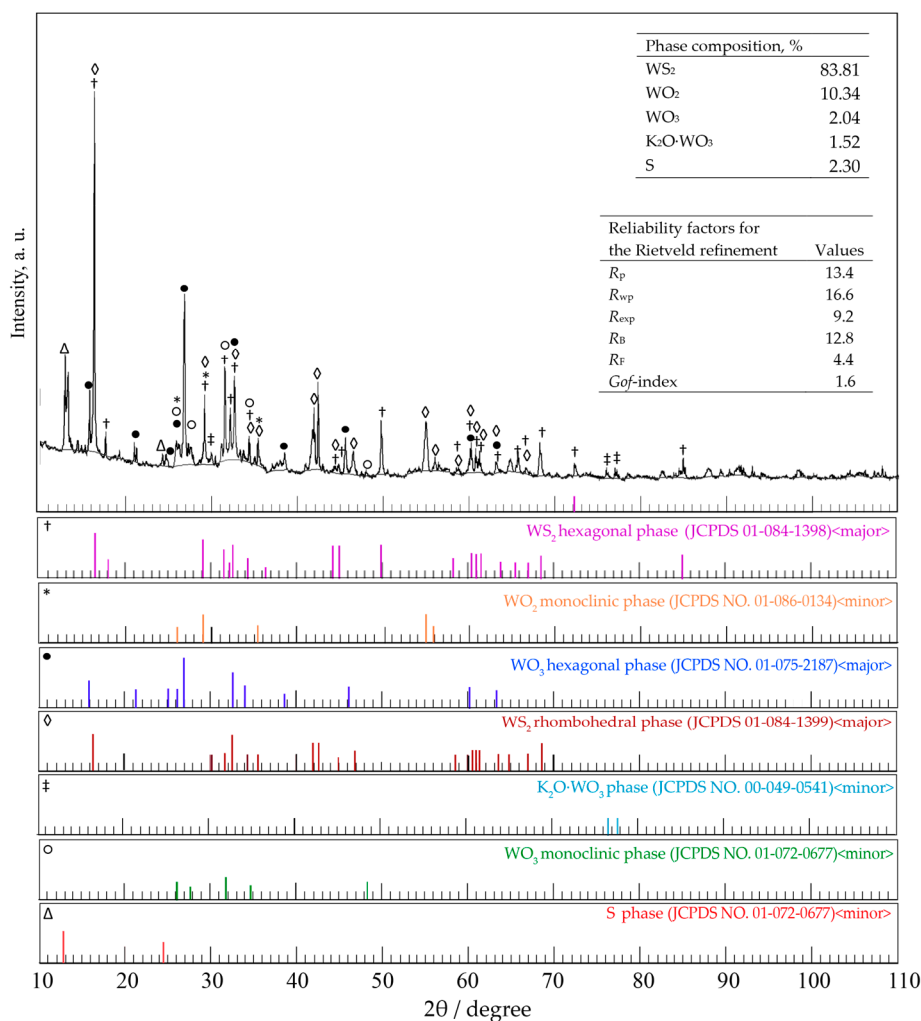 Intensity, a. u.
Phase composition, %
WS₂ 83.81
WO₂ 10.34
WO₃ 2.04
K₂O·WO₃ 1.52
S 2.30
Reliability factors for
the Rietveld refinement Values
Rp 13.4
Rwp 16.6
Rexp 9.2
RB 12.8
RF 4.4
Gof-index 1.6
† WS₂ hexagonal phase (JCPDS 01-084-1398)<major>
* WO₂ monoclinic phase (JCPDS NO. 01-086-0134)<minor>
● WO₃ hexagonal phase (JCPDS NO. 01-075-2187)<major>
◊ WS₂ rhombohedral phase (JCPDS 01-084-1399)<major>
‡ K₂O·WO₃ phase (JCPDS NO. 00-049-0541)<minor>
○ WO₃ monoclinic phase (JCPDS NO. 01-072-0677)<minor>
Δ S phase (JCPDS NO. 01-072-0677)<minor>
10 20 30 40 50 60 70 80 90 100 110
2θ / degree